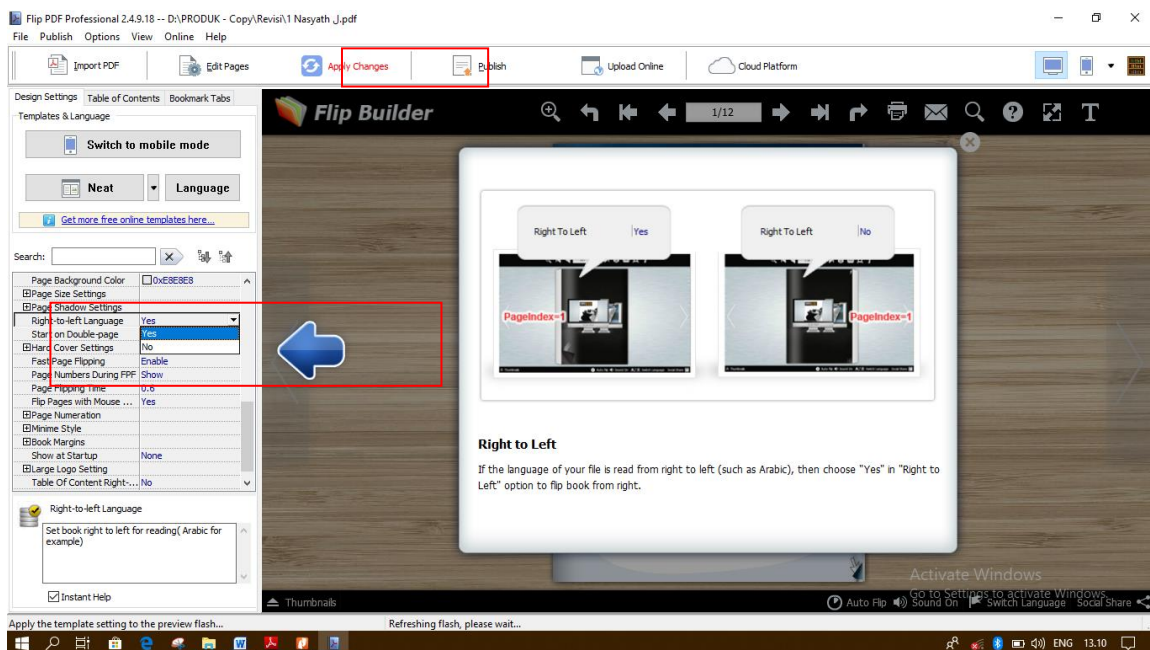 Flip PDF Professional 2.4.9.18 -- D:\PRODUK - Copy\Revisi\1 Nasyath ل.pdf
File Publish Options View Online Help
Import PDF Edit Pages Apply Changes Publish Upload Online Cloud Platform
Design Settings Table of Contents Bookmark Tabs
Templates & Language
Switch to mobile mode
Neat Language
Get more free online templates here...
Search:
Page Background Color 0xE8E8E8
Page Size Settings
Page Shadow Settings
Right-to-left Language Yes
Start on Double-page Yes
Hard Cover Settings No
Fast Page Flipping Enable
Page Numbers During FPF Show
Page Flipping Time 0.6
Flip Pages with Mouse ... Yes
Page Numeration
Minime Style
Book Margins
Show at Startup None
Large Logo Setting
Table Of Content Right-... No
Right-to-left Language
Set book right to left for reading( Arabic for
example)
Instant Help
Flip Builder 1/12
Right To Left Yes
PageIndex=1
Right To Left No
PageIndex=1
Right to Left
If the language of your file is read from right to left (such as Arabic), then choose "Yes" in "Right to
Left" option to flip book from right.
Activate Windows
Go to Settings to activate Windows.
Thumbnails Auto Flip Sound On Switch Language Social Share
Apply the template setting to the preview flash... Refreshing flash, please wait...
ENG 13.10